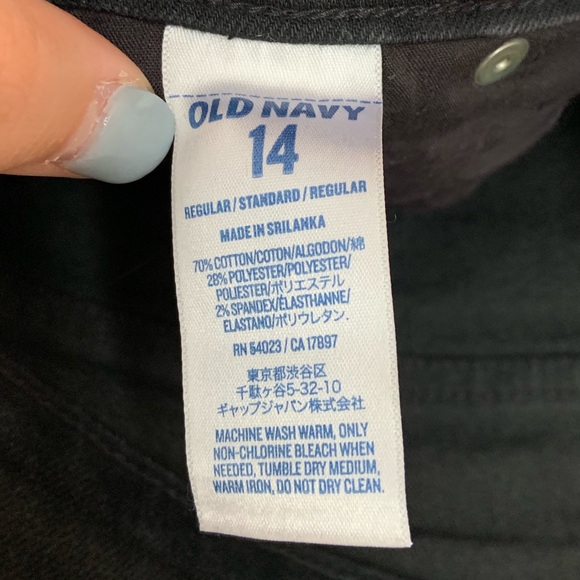 OLD NAVY
14
REGULAR/STANDARD/REGULAR
MADE IN SRILANKA
70% COTTON/COTON/ALGODON/綿
28% POLYESTER/POLYESTER/
POLIESTER/ポリエステル
2% SPANDEX/ÉLASTHANNE/
ELASTANO/ポリウレタン.
RN 54023 / CA 17897
東京都渋谷区
千駄ヶ谷5-32-10
ギャップジャパン株式会社
MACHINE WASH WARM, ONLY
NON-CHLORINE BLEACH WHEN
NEEDED, TUMBLE DRY MEDIUM,
WARM IRON, DO NOT DRY CLEAN.